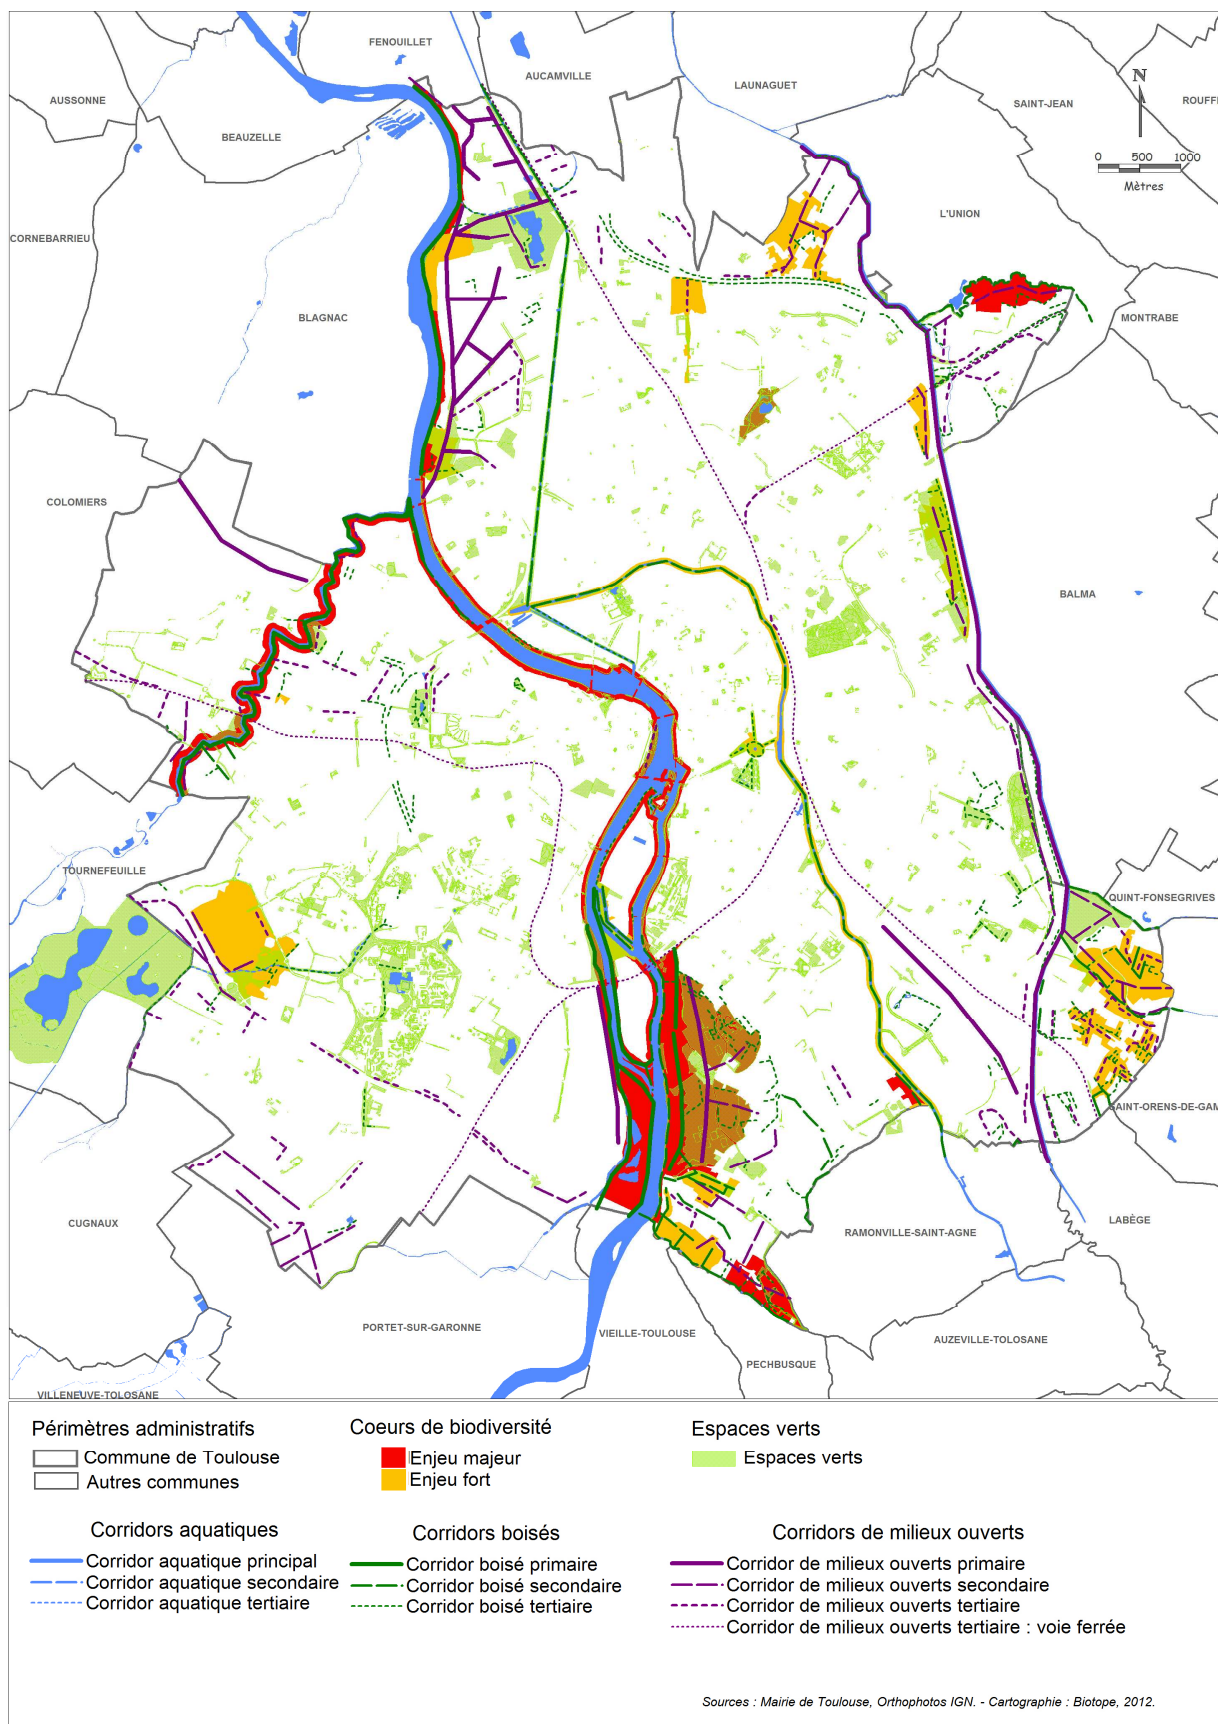 FENOUILLET
AUCAMVILLE
LAUNAGUET
AUSSONNE
SAINT-JEAN
ROUFFI
BEAUZELLE
N
0 500 1000
Mètres
L'UNION
CORNEBARRIEU
BLAGNAC
MONTRABE
COLOMIERS
BALMA
TOURNEFEUILLE
QUINT-FONSEGRIVES
SAINT-ORENS-DE-GAM
CUGNAUX
RAMONVILLE-SAINT-AGNE
LABÈGE
PORTET-SUR-GARONNE
VIEILLE-TOULOUSE
AUZEVILLE-TOLOSANE
PECHBUSQUE
VILLENEUVE-TOLOSANE
Périmètres administratifs
Commune de Toulouse
Autres communes
Coeurs de biodiversité
Enjeu majeur
Enjeu fort
Espaces verts
Espaces verts
Corridors aquatiques
Corridor aquatique principal
Corridor aquatique secondaire
Corridor aquatique tertiaire
Corridors boisés
Corridor boisé primaire
Corridor boisé secondaire
Corridor boisé tertiaire
Corridors de milieux ouverts
Corridor de milieux ouverts primaire
Corridor de milieux ouverts secondaire
Corridor de milieux ouverts tertiaire
Corridor de milieux ouverts tertiaire : voie ferrée
Sources : Mairie de Toulouse, Orthophotos IGN. - Cartographie : Biotope, 2012.